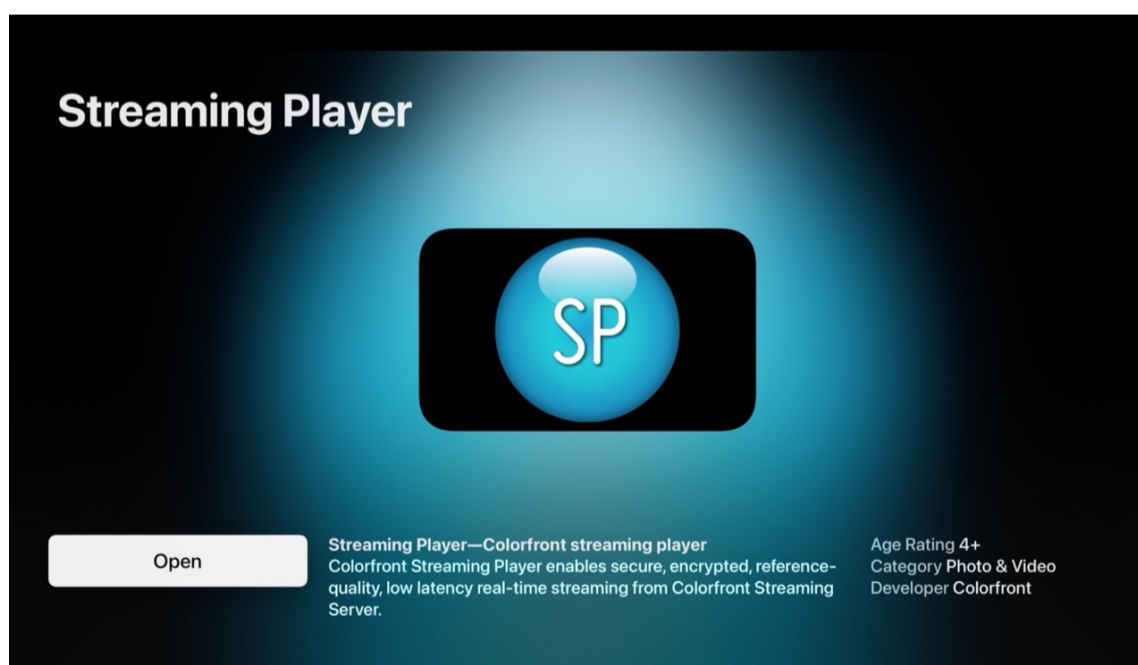 Streaming Player
SP
Open
Streaming Player—Colorfront streaming player
Colorfront Streaming Player enables secure, encrypted, reference-
quality, low latency real-time streaming from Colorfront Streaming
Server.
Age Rating 4+
Category Photo & Video
Developer Colorfront